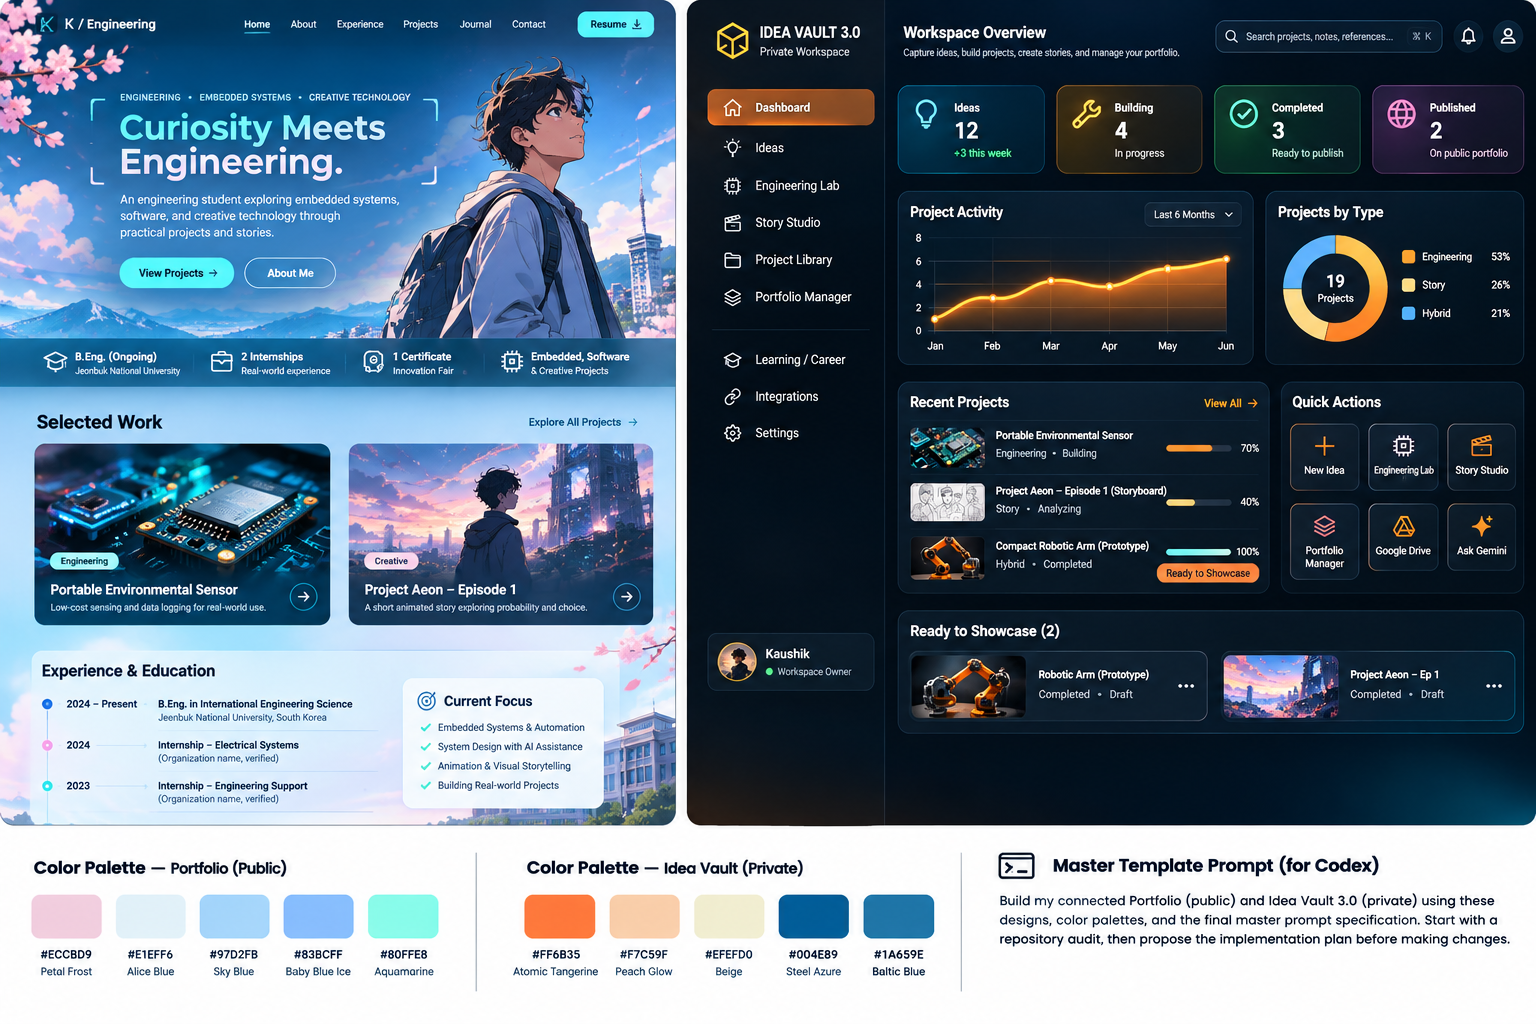 K / Engineering
Home
About
Experience
Projects
Journal
Contact
Resume
ENGINEERING • EMBEDDED SYSTEMS • CREATIVE TECHNOLOGY
Curiosity Meets
Engineering.
An engineering student exploring embedded systems,
software, and creative technology through
practical projects and stories.
View Projects →
About Me
B.Eng. (Ongoing)
Jeonbuk National University
2 Internships
Real-world experience
1 Certificate
Innovation Fair
Embedded, Software
& Creative Projects
Selected Work
Explore All Projects →
Engineering
Portable Environmental Sensor
Low-cost sensing and data logging for real-world use.
Creative
Project Aeon – Episode 1
A short animated story exploring probability and choice.
Experience & Education
2024 – Present
B.Eng. in International Engineering Science
Jeenbuk National University, South Korea
2024
Internship – Electrical Systems
(Organization name, verified)
2023
Internship – Engineering Support
(Organization name, verified)
Current Focus
Embedded Systems & Automation
System Design with AI Assistance
Animation & Visual Storytelling
Building Real-world Projects
IDEA VAULT 3.0
Private Workspace
Dashboard
Ideas
Engineering Lab
Story Studio
Project Library
Portfolio Manager
Learning / Career
Integrations
Settings
Kaushik
Workspace Owner
Workspace Overview
Capture ideas, build projects, create stories, and manage your portfolio.
Search projects, notes, references...
⌘ K
Ideas
12
+3 this week
Building
4
In progress
Completed
3
Ready to publish
Published
2
On public portfolio
Project Activity
Last 6 Months
8
6
4
2
0
Jan
Feb
Mar
Apr
May
Jun
Projects by Type
19
Projects
Engineering 53%
Story 26%
Hybrid 21%
Recent Projects
View All →
Portable Environmental Sensor
Engineering • Building
70%
Project Aeon – Episode 1 (Storyboard)
Story • Analyzing
40%
Compact Robotic Arm (Prototype)
Hybrid • Completed
100%
Ready to Showcase
Quick Actions
New Idea
Engineering Lab
Story Studio
Portfolio
Manager
Google Drive
Ask Gemini
Ready to Showcase (2)
Robotic Arm (Prototype)
Completed • Draft
Project Aeon – Ep 1
Completed • Draft
Color Palette — Portfolio (Public)
#ECCBD9
Petal Frost
#E1EFF6
Alice Blue
#97D2FB
Sky Blue
#83BCFF
Baby Blue Ice
#80FFE8
Aquamarine
Color Palette — Idea Vault (Private)
#FF6B35
Atomic Tangerine
#F7C59F
Peach Glow
#EFEFD0
Beige
#004E89
Steel Azure
#1A659E
Baltic Blue
Master Template Prompt (for Codex)
Build my connected Portfolio (public) and Idea Vault 3.0 (private) using these
designs, color palettes, and the final master prompt specification. Start with a
repository audit, then propose the implementation plan before making changes.